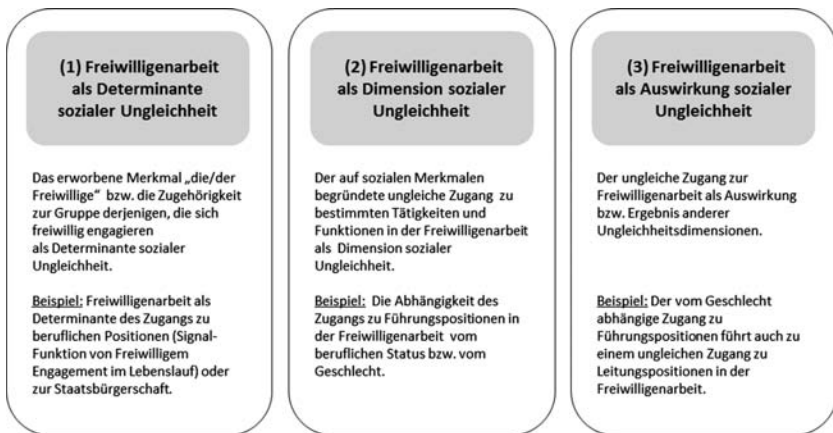 (1) Freiwilligenarbeit
als Determinante
sozialer Ungleichheit
Das erworbene Merkmal „die/der
Freiwillige“ bzw. die Zugehörigkeit
zur Gruppe derjenigen, die sich
freiwillig engagieren
als Determinante sozialer
Ungleichheit.
Beispiel: Freiwilligenarbeit als
Determinante des Zugangs zu
beruflichen Positionen (Signal-
Funktion von Freiwilligem
Engagement im Lebenslauf) oder
zur Staatsbürgerschaft.
(2) Freiwilligenarbeit
als Dimension sozialer
Ungleichheit
Der auf sozialen Merkmalen
begründete ungleiche Zugang zu
bestimmten Tätigkeiten und
Funktionen in der Freiwilligenarbeit
als Dimension sozialer
Ungleichheit.
Beispiel: Die Abhängigkeit des
Zugangs zu Führungspositionen in
der Freiwilligenarbeit vom
beruflichen Status bzw. vom
Geschlecht.
(3) Freiwilligenarbeit
als Auswirkung sozialer
Ungleichheit
Der ungleiche Zugang zur
Freiwilligenarbeit als Auswirkung
bzw. Ergebnis anderer
Ungleichheitsdimensionen.
Beispiel: Der vom Geschlecht
abhängige Zugang zu
Führungspositionen führt auch zu
einem ungleichen Zugang zu
Leitungspositionen in der
Freiwilligenarbeit.